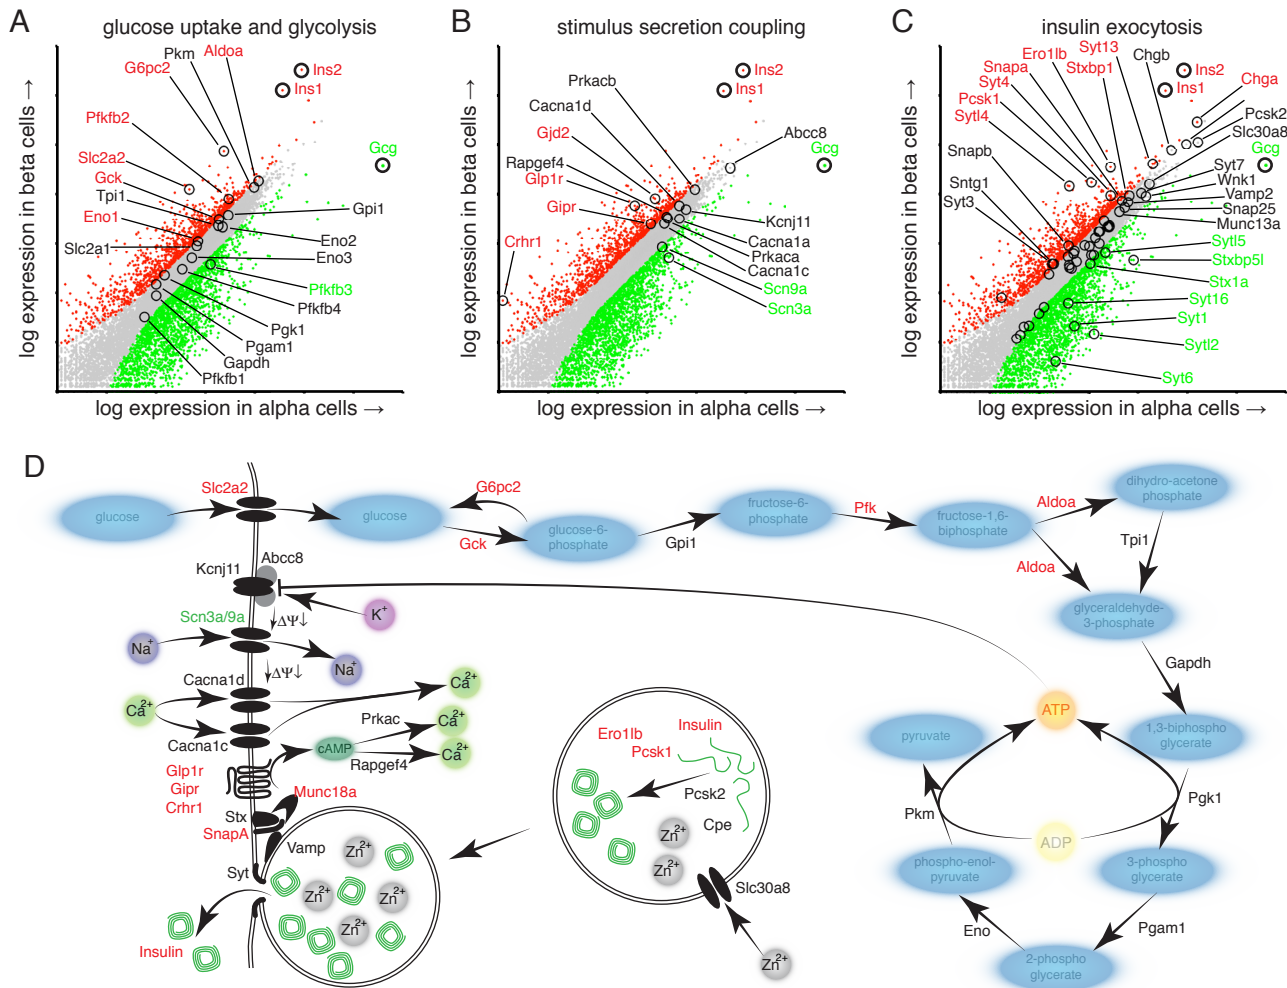 A
glucose uptake and glycolysis
Pkm
Aldoa
G6pc2
Ins2
Ins1
Pfkfb2
Gcg
Slc2a2
Gck
Tpi1
Gpi1
Eno1
Eno2
Slc2a1
Eno3
Pfkfb3
Pfkfb4
Pgk1
Pgam1
Gapdh
Pfkfb1
log expression in beta cells →
log expression in alpha cells →
B
stimulus secretion coupling
Ins2
Ins1
Prkacb
Cacna1d
Gjd2
Abcc8
Gcg
Rapgef4
Glp1r
Gipr
Kcnj11
Crhr1
Cacna1a
Prkaca
Cacna1c
Scn9a
Scn3a
log expression in beta cells →
log expression in alpha cells →
C
insulin exocytosis
Syt13
Ero1lb
Chgb
Snapa
Stxbp1
Ins2
Syt4
Ins1
Chga
Pcsk1
Sytl4
Pcsk2
Slc30a8
Gcg
Snapb
Syt7
Sntg1
Wnk1
Syt3
Vamp2
Snap25
Munc13a
Sytl5
Stxbp5l
Stx1a
Syt16
Syt1
Sytl2
Syt6
log expression in beta cells →
log expression in alpha cells →
D
glucose
Slc2a2
glucose
G6pc2
Gck
glucose-6-
phosphate
Gpi1
fructose-6-
phosphate
Pfk
fructose-1,6-
biphosphate
Aldoa
dihydro-acetone
phosphate
Aldoa
Tpi1
glyceraldehyde-
3-phosphate
Gapdh
1,3-biphospho
glycerate
Pgk1
3-phospho
glycerate
Pgam1
2-phospho
glycerate
Eno
phospho-enol-
pyruvate
Pkm
pyruvate
ATP
ADP
Abcc8
Kcnj11
K+
Scn3a/9a
↓ΔΨ↓
Na+
Na+
↓ΔΨ↓
Cacna1d
Ca2+
Ca2+
Cacna1c
Prkac
Ca2+
cAMP
Rapgef4
Ca2+
Glp1r
Gipr
Crhr1
Munc18a
Stx
SnapA
Vamp
Syt
Zn2+
Zn2+
Zn2+
Zn2+
Insulin
Insulin
Ero1lb
Pcsk1
Pcsk2
Cpe
Zn2+
Zn2+
Slc30a8
Zn2+